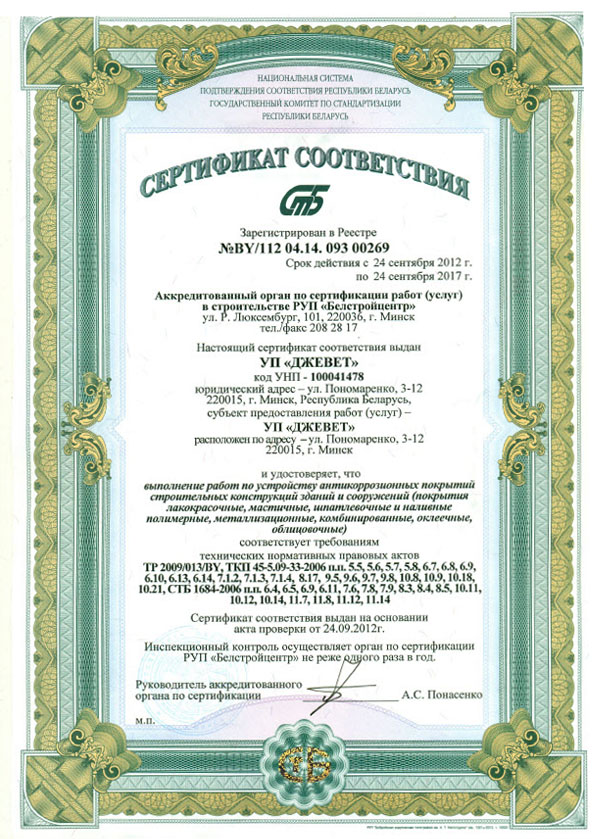 НАЦИОНАЛЬНАЯ СИСТЕМА
ПОДТВЕРЖДЕНИЯ СООТВЕТСТВИЯ РЕСПУБЛИКИ БЕЛАРУСЬ
ГОСУДАРСТВЕННЫЙ КОМИТЕТ ПО СТАНДАРТИЗАЦИИ
РЕСПУБЛИКИ БЕЛАРУСЬ
СЕРТИФИКАТ СООТВЕТСТВИЯ
СТБ
Зарегистрирован в Реестре
№BY/112 04.14. 093 00269
Срок действия с 24 сентября 2012 г.
по 24 сентября 2017 г.
Аккредитованный орган по сертификации работ (услуг)
в строительстве РУП «Белстройцентр»
ул. Р. Люксембург, 101, 220036, г. Минск
тел./факс 208 28 17
Настоящий сертификат соответствия выдан
УП «ДЖЕВЕТ»
код УНП - 100041478
юридический адрес – ул. Пономаренко, 3-12
220015, г. Минск, Республика Беларусь,
субъект предоставления работ (услуг) –
УП «ДЖЕВЕТ»
расположен по адресу – ул. Пономаренко, 3-12
220015, г. Минск
и удостоверяет, что
выполнение работ по устройству антикоррозионных покрытий
строительных конструкций зданий и сооружений (покрытия
лакокрасочные, мастичные, шпатлевочные и наливные
полимерные, металлизационные, комбинированные, оклеечные,
облицовочные)
соответствует требованиям
технических нормативных правовых актов
ТР 2009/013/BY, ТКП 45-5.09-33-2006 п.п. 5.5, 5.6, 5.7, 5.8, 6.7, 6.8, 6.9,
6.10, 6.13, 6.14, 7.1.2, 7.1.3, 7.1.4, 8.17, 9.5, 9.6, 9.7, 9.8, 10.8, 10.9, 10.18,
10.21, СТБ 1684-2006 п.п. 6.4, 6.5, 6.9, 6.11, 7.6, 7.8, 7.9, 8.3, 8.4, 8.5, 10.11,
10.12, 10.14, 11.7, 11.8, 11.12, 11.14
Сертификат соответствия выдан на основании
акта проверки от 24.09.2012г.
Инспекционный контроль осуществляет орган по сертификации
РУП «Белстройцентр» не реже одного раза в год.
Руководитель аккредитованного
органа по сертификации
А.С. Понасенко
м.п.